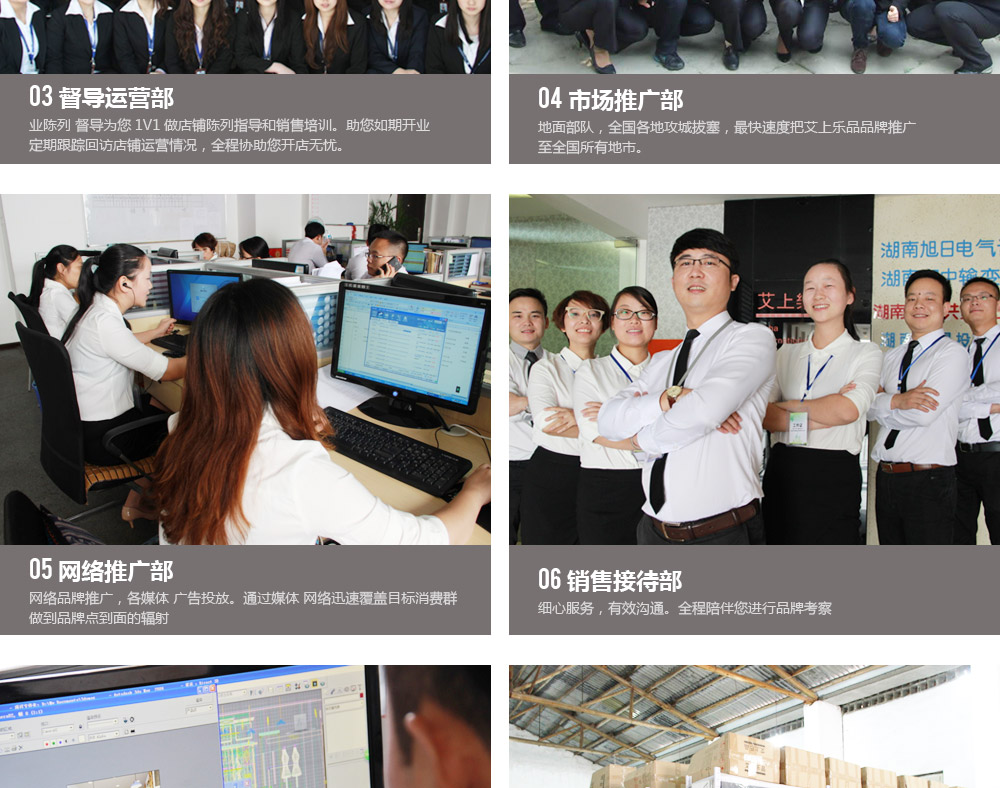 03 督导运营部
业陈列 督导为您 1V1 做店铺陈列指导和销售培训。助您如期开业
定期跟踪回访店铺运营情况，全程协助您开店无忧。
04 市场推广部
地面部队，全国各地攻城拔塞，最快速度把艾上乐品品牌推广
至全国所有地市。
湖南旭日电气
湖南
中输变
艾上
湖南
05 网络推广部
网络品牌推广，各媒体 广告投放。通过媒体 网络迅速覆盖目标消费群
做到品牌点到面的辐射
06 销售接待部
细心服务，有效沟通。全程陪伴您进行品牌考察